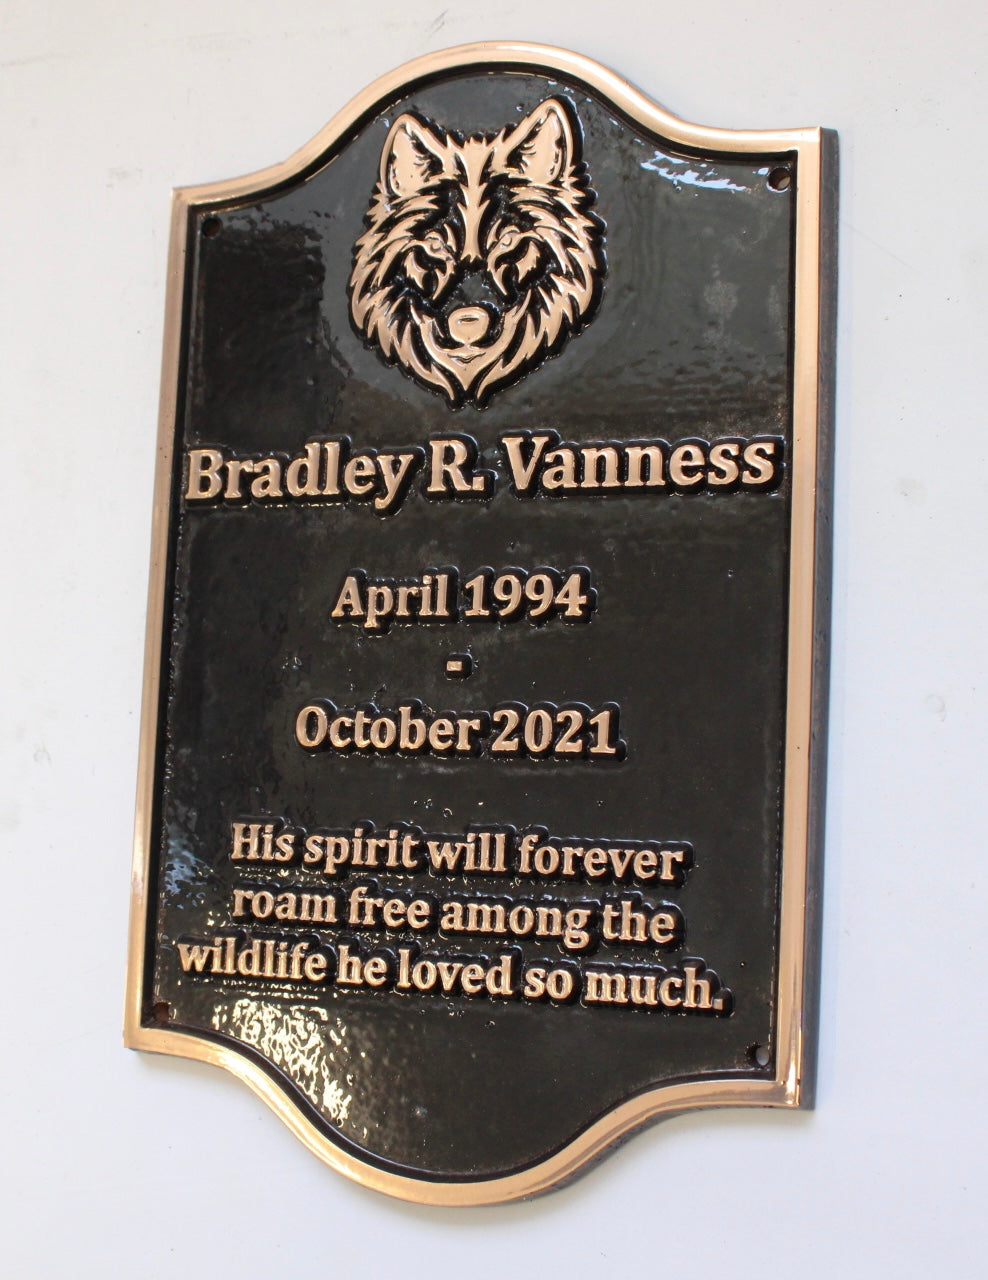 Bradley R. Vanness
April 1994
-
October 2021
His spirit will forever
roam free among the
wildlife he loved so much.